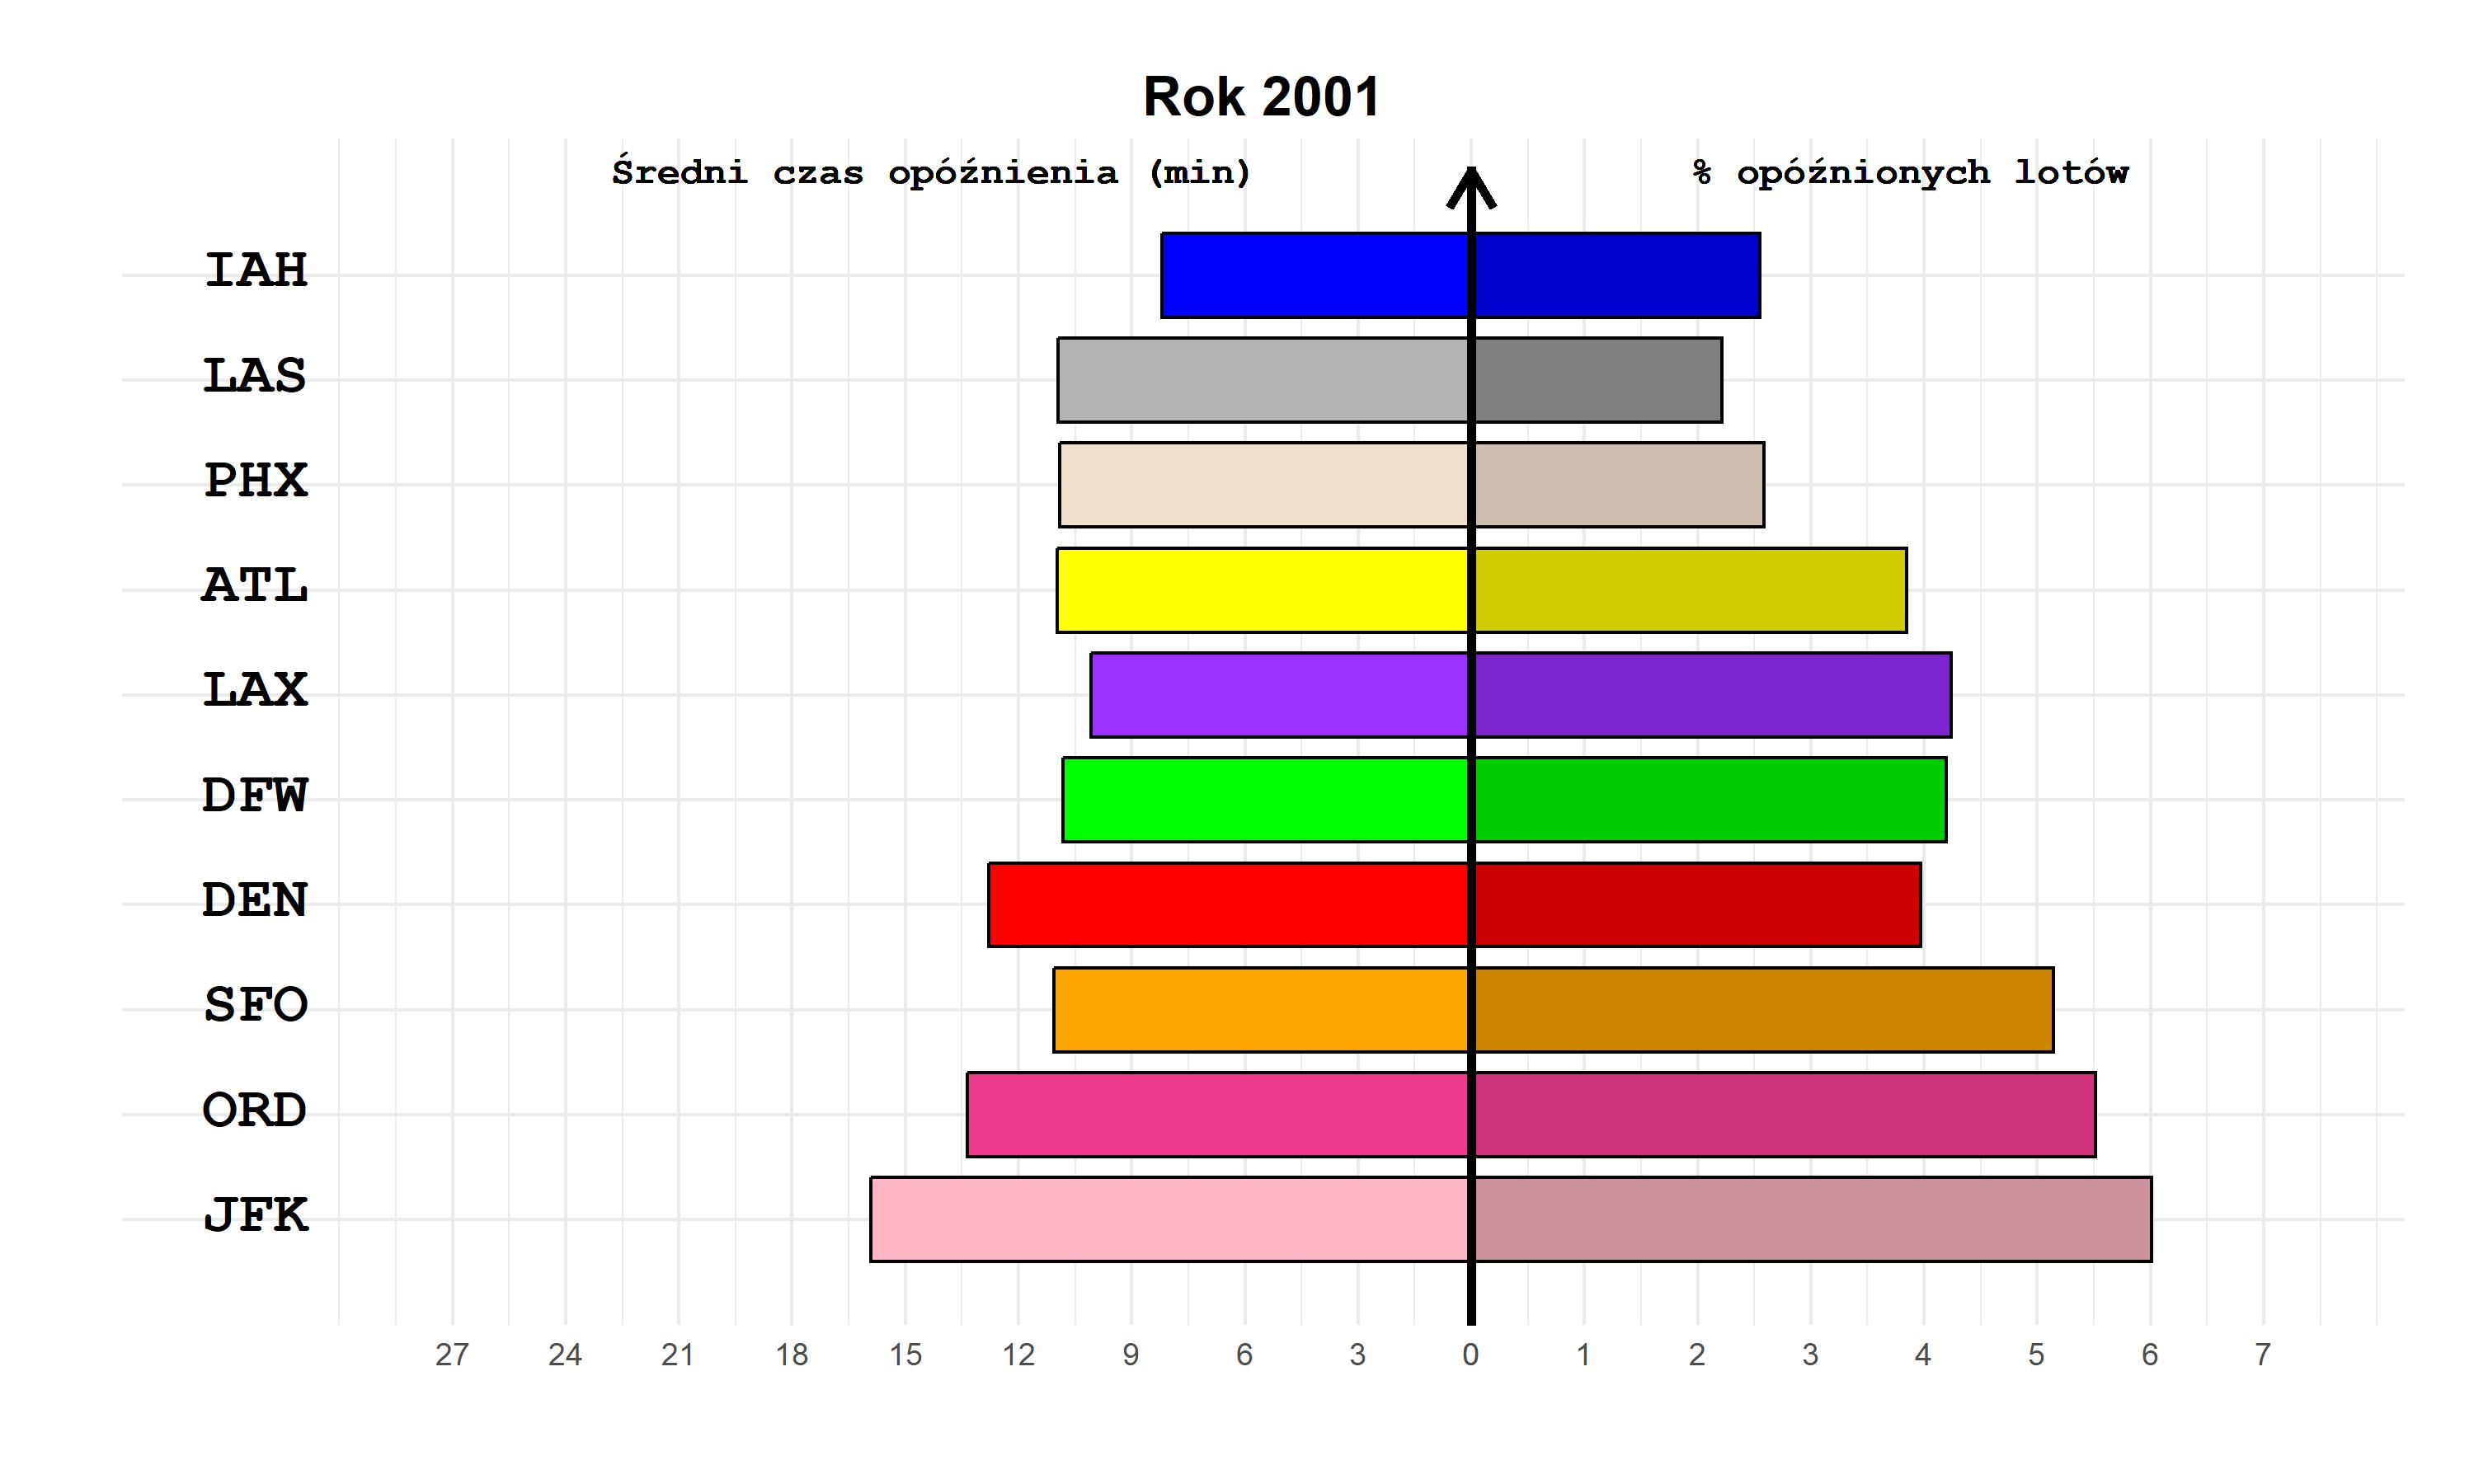 Rok 2001
Średni czas opóźnienia (min) % opóźnionych lotów
IAH
LAS
PHX
ATL
LAX
DFW
DEN
SFO
ORD
JFK
27 24 21 18 15 12 9 6 3 0 1 2 3 4 5 6 7